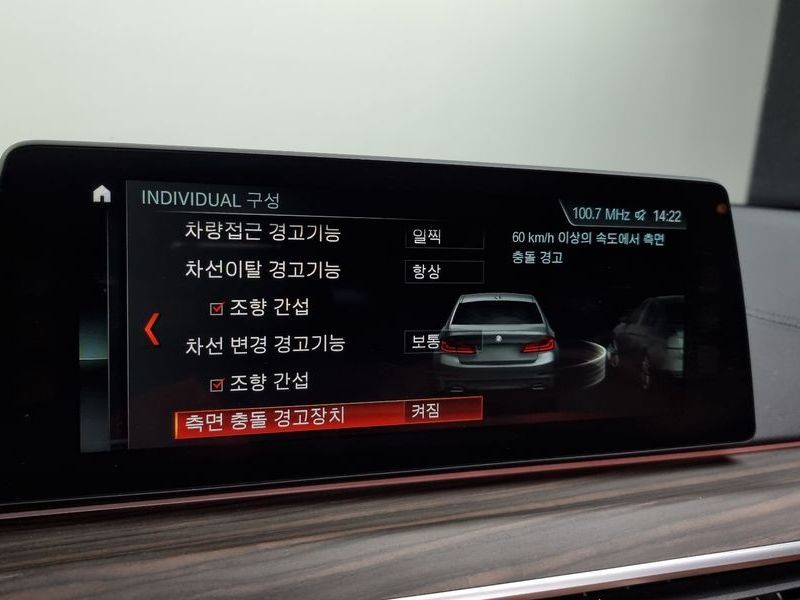 INDIVIDUAL 구성
100.7 MHz 14:22
차량접근 경고기능 일찍
차선이탈 경고기능 항상
조향 간섭
차선 변경 경고기능 보통
조향 간섭
측면 충돌 경고장치 켜짐
60 km/h 이상의 속도에서 측면
충돌 경고